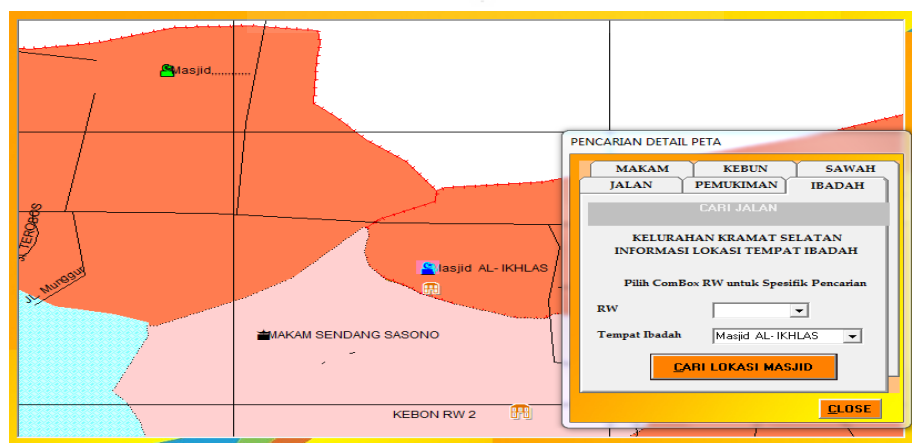 Masjid............
JL. TEROBOS
JL. Munggur
Masjid AL- IKHLAS
MAKAM SENDANG SASONO
KEBON RW 2
PENCARIAN DETAIL PETA
MAKAM KEBUN SAWAH
JALAN PEMUKIMAN IBADAH
CARI JALAN
KELURAHAN KRAMAT SELATAN
INFORMASI LOKASI TEMPAT IBADAH
Pilih ComBox RW untuk Spesifik Pencarian
RW
Tempat Ibadah Masjid AL- IKHLAS
CARI LOKASI MASJID
CLOSE